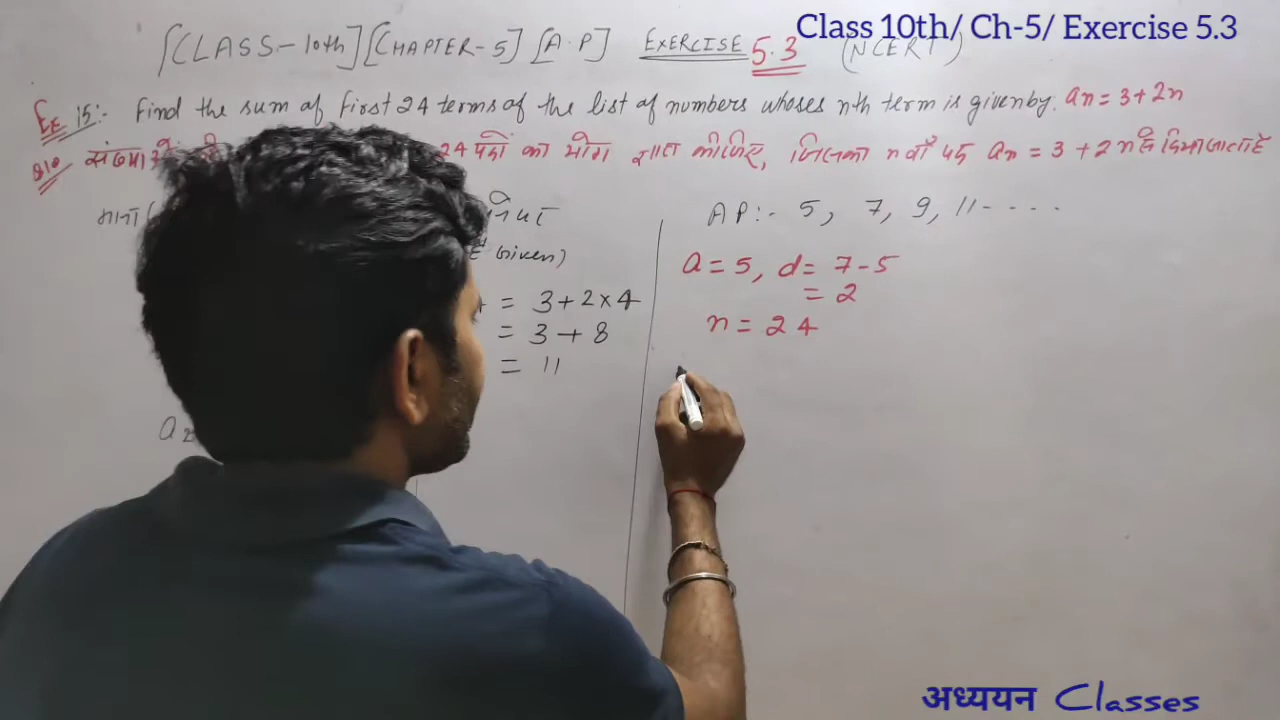 Class 10th/ Ch-5/ Exercise 5.3
[CLASS-10th] [CHAPTER-5] [A.P] EXERCISE 5.3 (NCERT)
Ex 15:- Find the sum of first 24 terms of the list of numbers whoses nth term is given by. an = 3+2n
संख्या 24 पदों का योग ज्ञात कीजिए, जिसका n वाँ पद an = 3 + 2n से दिया जाता है
माना
Given)
= 3+2×4
= 3+8
= 11
AP:- 5, 7, 9, 11- - - -
a = 5, d = 7-5
= 2
n = 24
अध्ययन Classes